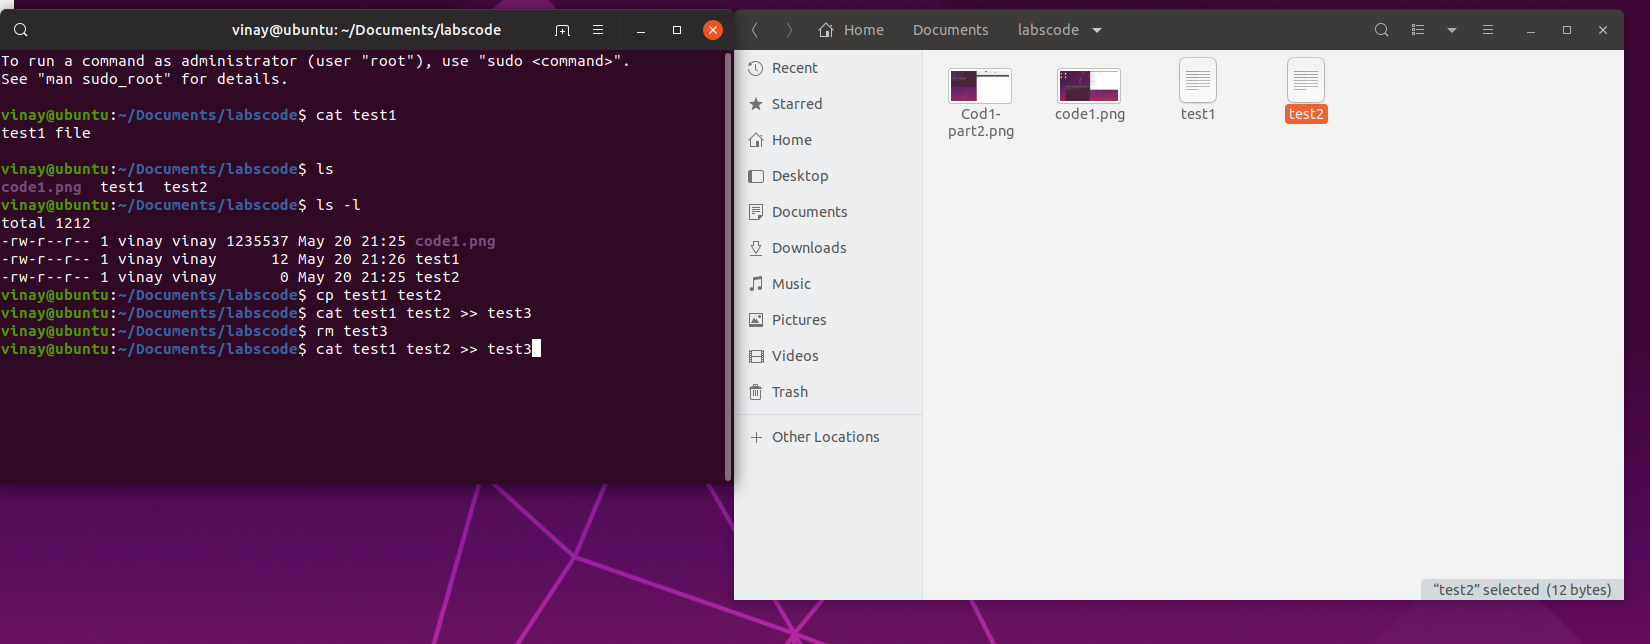 vinay@ubuntu: ~/Documents/labscode
To run a command as administrator (user "root"), use "sudo <command>".
See "man sudo_root" for details.
vinay@ubuntu:~/Documents/labscode$ cat test1
test1 file
vinay@ubuntu:~/Documents/labscode$ ls
code1.png  test1  test2
vinay@ubuntu:~/Documents/labscode$ ls -l
total 1212
-rw-r--r-- 1 vinay vinay 1235537 May 20 21:25 code1.png
-rw-r--r-- 1 vinay vinay      12 May 20 21:26 test1
-rw-r--r-- 1 vinay vinay       0 May 20 21:25 test2
vinay@ubuntu:~/Documents/labscode$ cp test1 test2
vinay@ubuntu:~/Documents/labscode$ cat test1 test2 >> test3
vinay@ubuntu:~/Documents/labscode$ rm test3
vinay@ubuntu:~/Documents/labscode$ cat test1 test2 >> test3
Home Documents labscode
Recent
Starred
Home
Desktop
Documents
Downloads
Music
Pictures
Videos
Trash
Other Locations
Cod1-
part2.png
code1.png
test1
test2
“test2” selected (12 bytes)